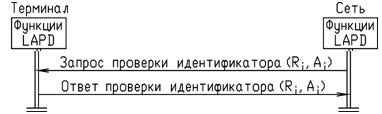 Терминал
Сеть
Функции
LAPD
Функции
LAPD
Запрос проверки идентификатора (Ri, Ai)
Ответ проверки идентификатора (Ri, Ai)